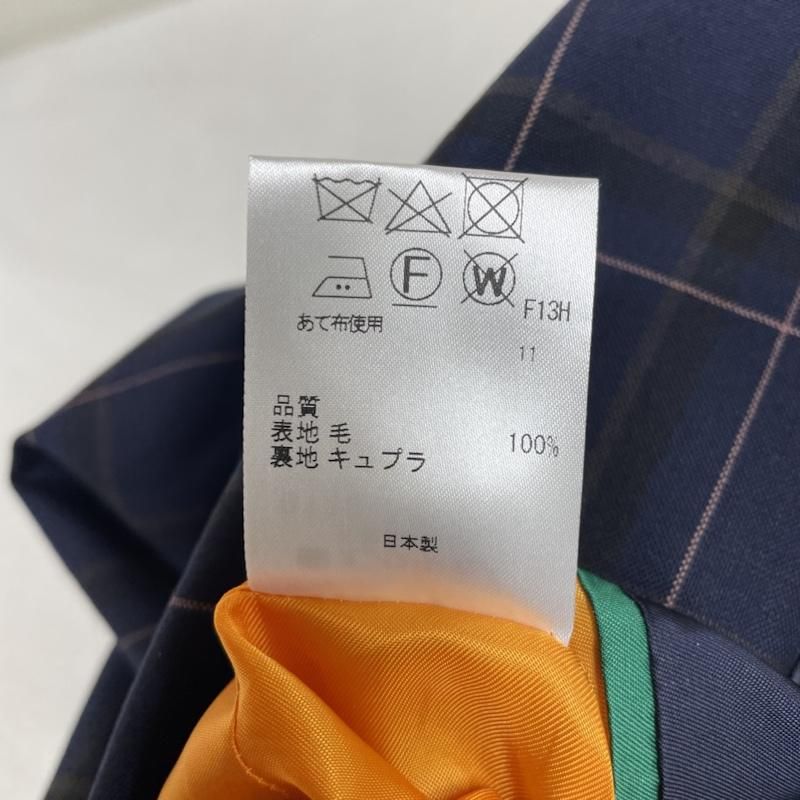 F W
F13H
あて布使用
11
品質
表地 毛 100%
裏地 キュプラ
日本製